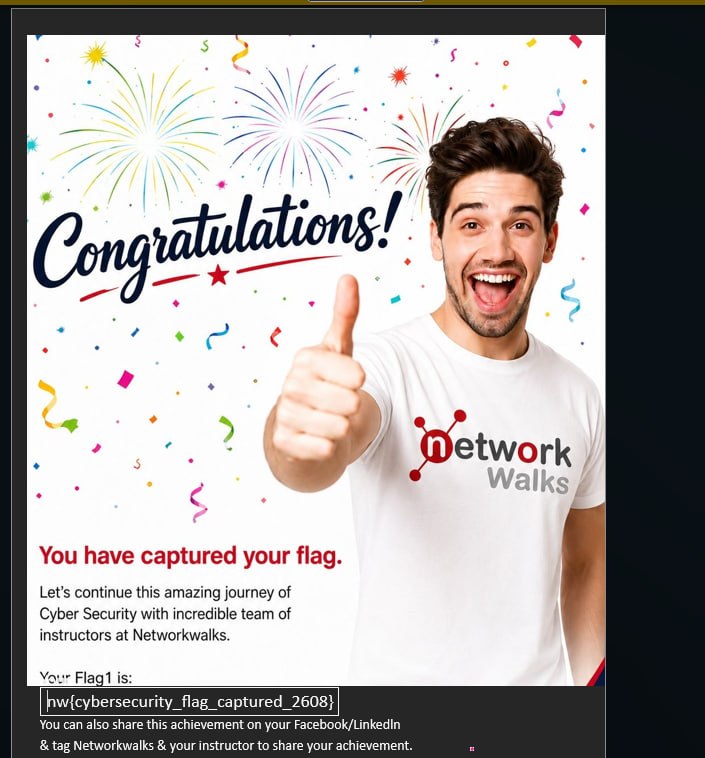 Congratulations!
network
Walks
You have captured your flag.
Let's continue this amazing journey of
Cyber Security with incredible team of
instructors at Networkwalks.
Your Flag1 is:
nw{cybersecurity_flag_captured_2608}
You can also share this achievement on your Facebook/LinkedIn
& tag Networkwalks & your instructor to share your achievement.